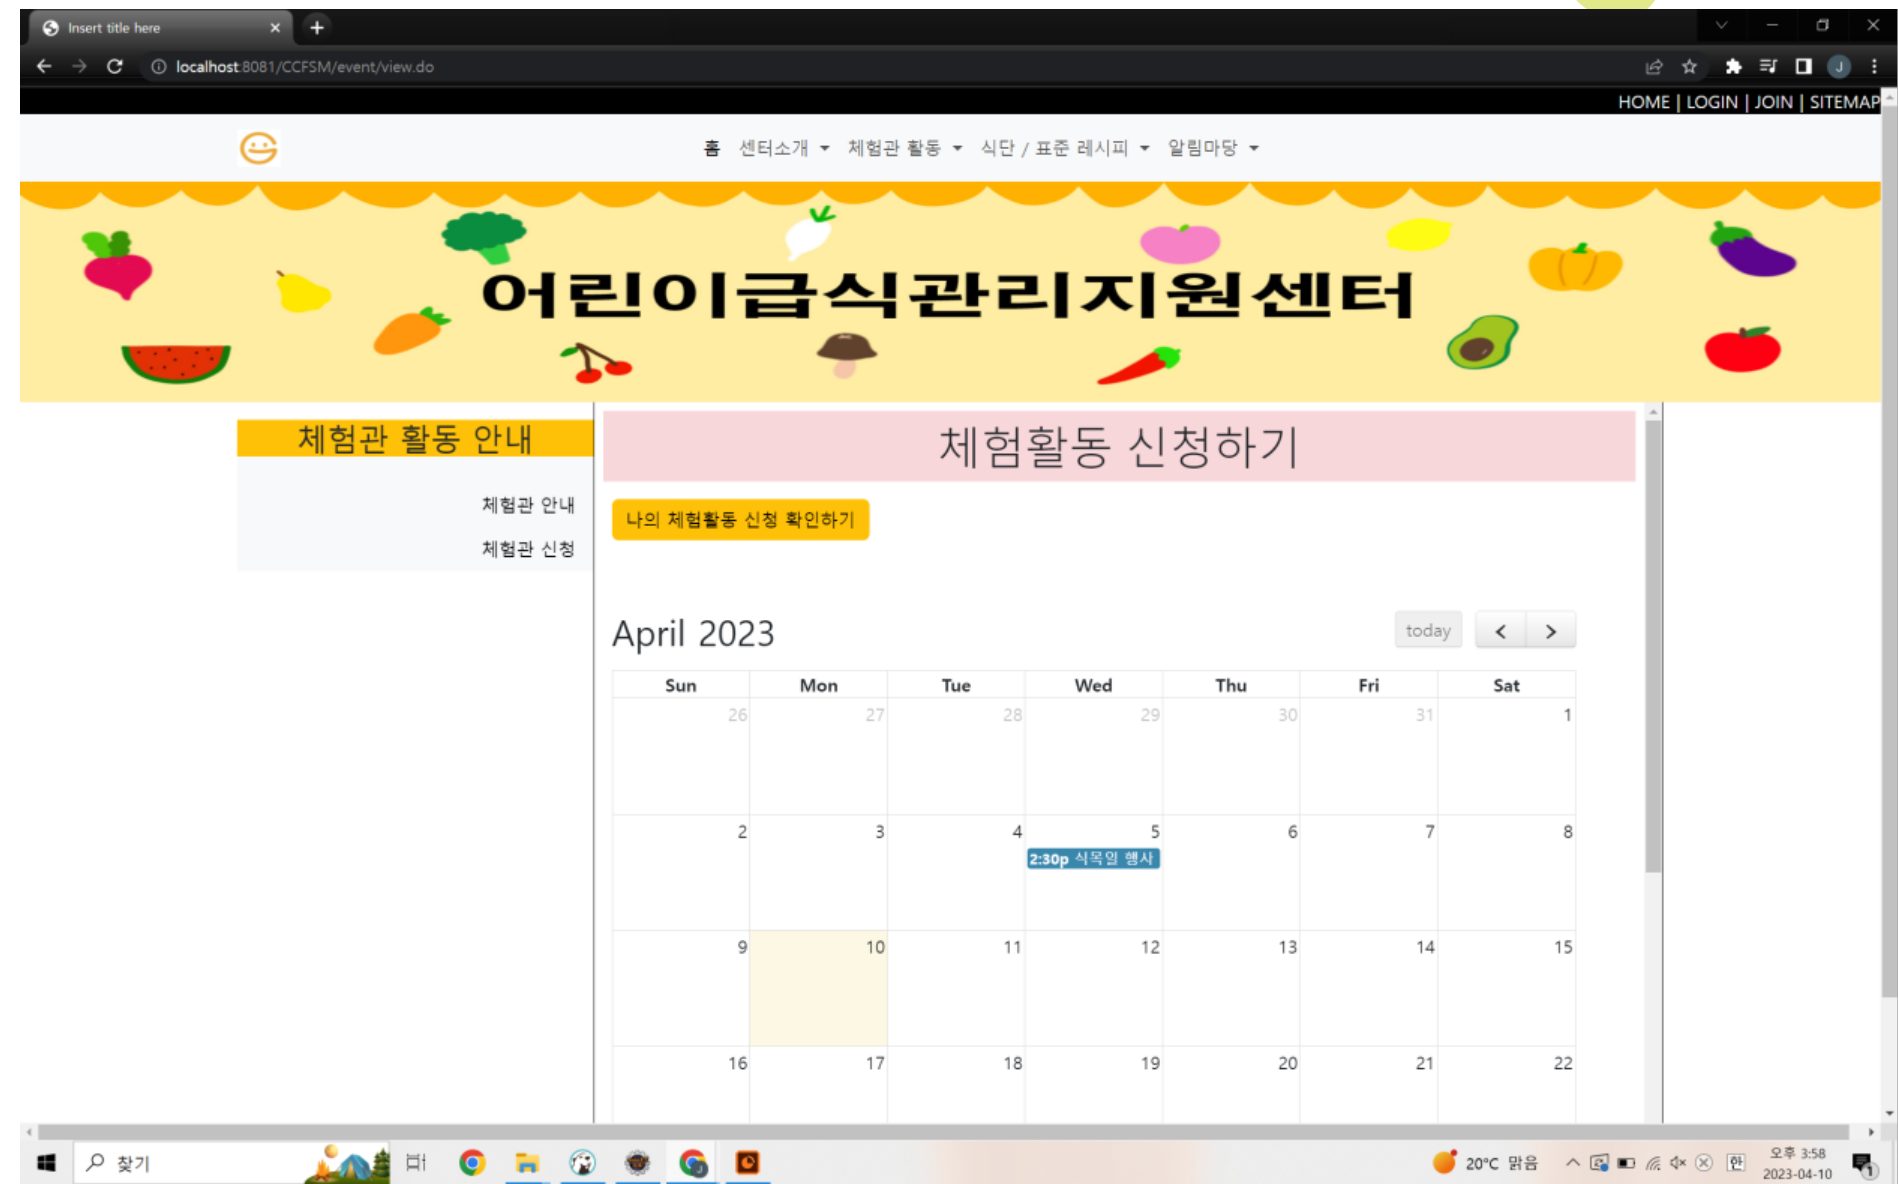 Insert title here
localhost:8081/CCFSM/event/view.do
J
HOME | LOGIN | JOIN | SITEMAP
홈 센터소개 체험관 활동 식단 / 표준 레시피 알림마당
어린이급식관리지원센터
체험관 활동 안내
체험관 안내
체험관 신청
체험활동 신청하기
나의 체험활동 신청 확인하기
April 2023
today
Sun Mon Tue Wed Thu Fri Sat
26 27 28 29 30 31 1
2 3 4 5 6 7 8
2:30p 식목일 행사
9 10 11 12 13 14 15
16 17 18 19 20 21 22
찾기
20°C 맑음
한
오후 3:58
2023-04-10
1